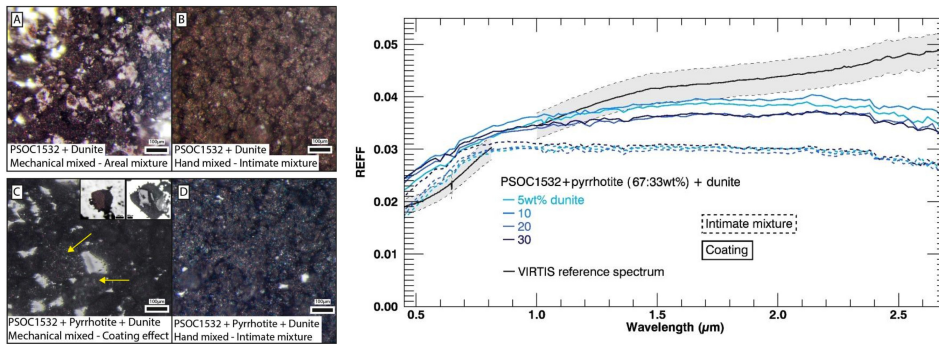 A
B
100µm
100µm
PSOC1532 + Dunite
Mechanical mixed - Areal mixture
PSOC1532 + Dunite
Hand mixed - Intimate mixture
C
D
100µm
100µm
PSOC1532 + Pyrrhotite + Dunite
Mechanical mixed - Coating effect
PSOC1532 + Pyrrhotite + Dunite
Hand mixed - Intimate mixture
REFF
0.05
0.04
0.03
0.02
0.01
0.00
PSOC1532+pyrrhotite (67:33wt%) + dunite
5wt% dunite
10
20
30
Intimate mixture
Coating
VIRTIS reference spectrum
0.5
1.0
1.5
2.0
2.5
Wavelength (µm)